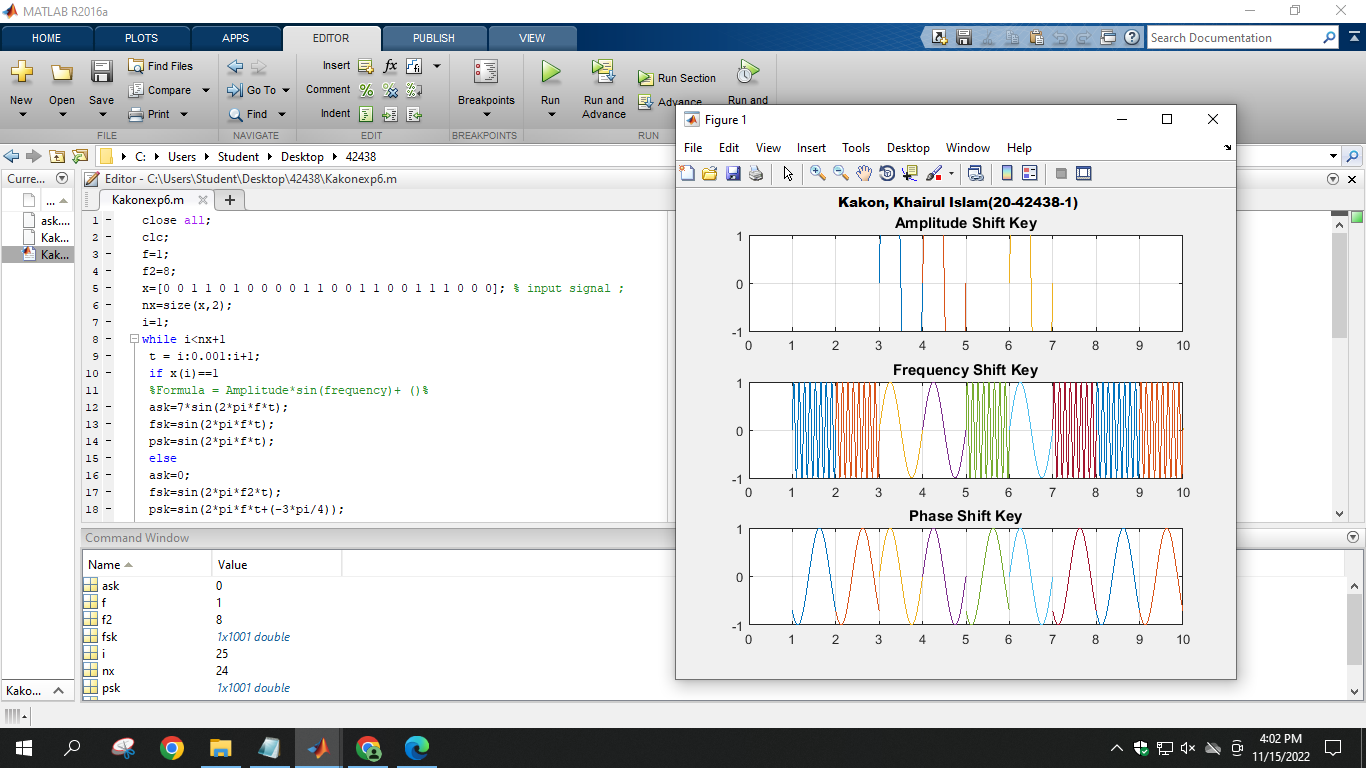 MATLAB R2016a
HOME PLOTS APPS EDITOR PUBLISH VIEW
Search Documentation
New Open Save
Find Files
Compare
Print
Go To
Find
Insert
Comment
Indent
Breakpoints
Run
Run and
Advance
Run Section
Advance
Run and
FILE NAVIGATE EDIT BREAKPOINTS RUN
C: Users Student Desktop 42438
Curre...
...
ask....
Kak...
Kak...
Kako...
Editor - C:\Users\Student\Desktop\42438\Kakonexp6.m
Kakonexp6.m
1 - close all;
2 - clc;
3 - f=1;
4 - f2=8;
5 - x=[0 0 1 1 0 1 0 0 0 0 1 1 0 0 1 1 0 0 1 1 1 0 0 0]; % input signal ;
6 - nx=size(x,2);
7 - i=1;
8 - while i<nx+1
9 - t = i:0.001:i+1;
10 - if x(i)==1
11 %Formula = Amplitude*sin(frequency)+ ()%
12 - ask=7*sin(2*pi*f*t);
13 - fsk=sin(2*pi*f*t);
14 - psk=sin(2*pi*f*t);
15 - else
16 - ask=0;
17 - fsk=sin(2*pi*f2*t);
18 - psk=sin(2*pi*f*t+(-3*pi/4));
Command Window
Name Value
ask 0
f 1
f2 8
fsk 1x1001 double
i 25
nx 24
psk 1x1001 double
Figure 1
File Edit View Insert Tools Desktop Window Help
Kakon, Khairul Islam(20-42438-1)
Amplitude Shift Key
1
0
-1
0 1 2 3 4 5 6 7 8 9 10
Frequency Shift Key
1
0
-1
0 1 2 3 4 5 6 7 8 9 10
Phase Shift Key
1
0
-1
0 1 2 3 4 5 6 7 8 9 10
4:02 PM
11/15/2022